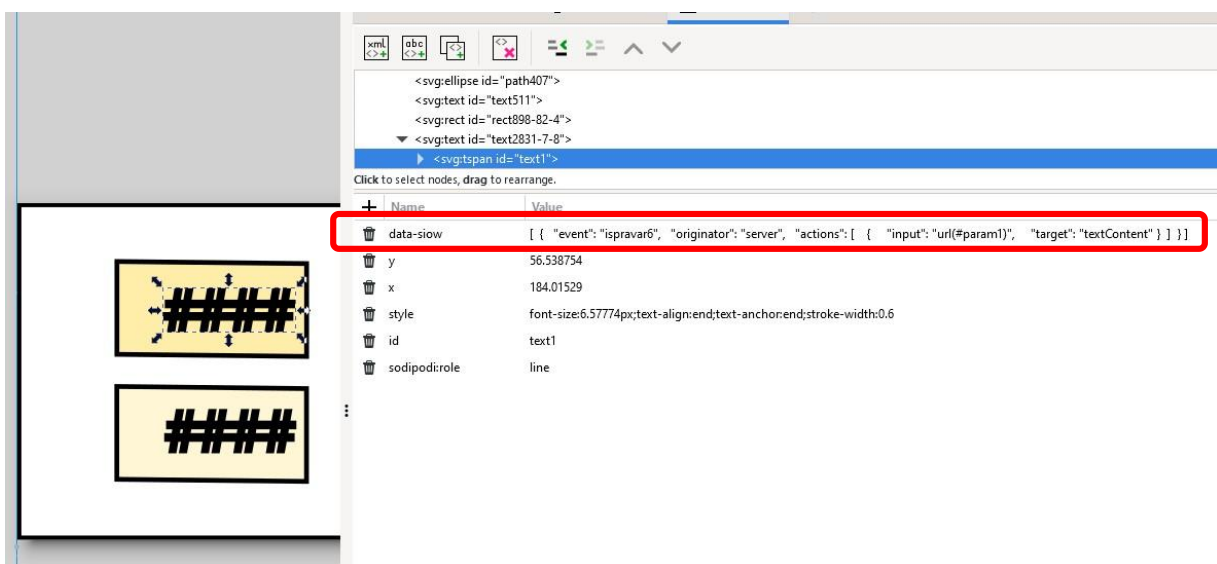 xml
abc
<svg:ellipse id="path407">
<svg:text id="text511">
<svg:rect id="rect898-82-4">
<svg:text id="text2831-7-8">
<svg:tspan id="text1">
Click to select nodes, drag to rearrange.
Name Value
data-siow [ { "event": "ispravar6", "originator": "server", "actions": [ { "input": "url(#param1)", "target": "textContent" } ] } ]
y 56.538754
x 184.01529
style font-size:6.57774px;text-align:end;text-anchor:end;stroke-width:0.6
id text1
sodipodi:role line
####
####